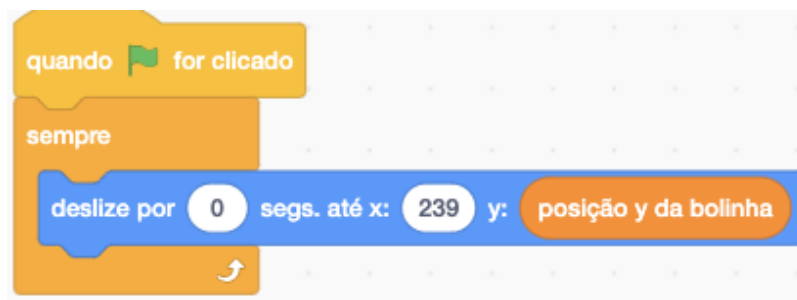 quando for clicado
sempre
deslize por 0 segs. até x: 239 y: posição y da bolinha